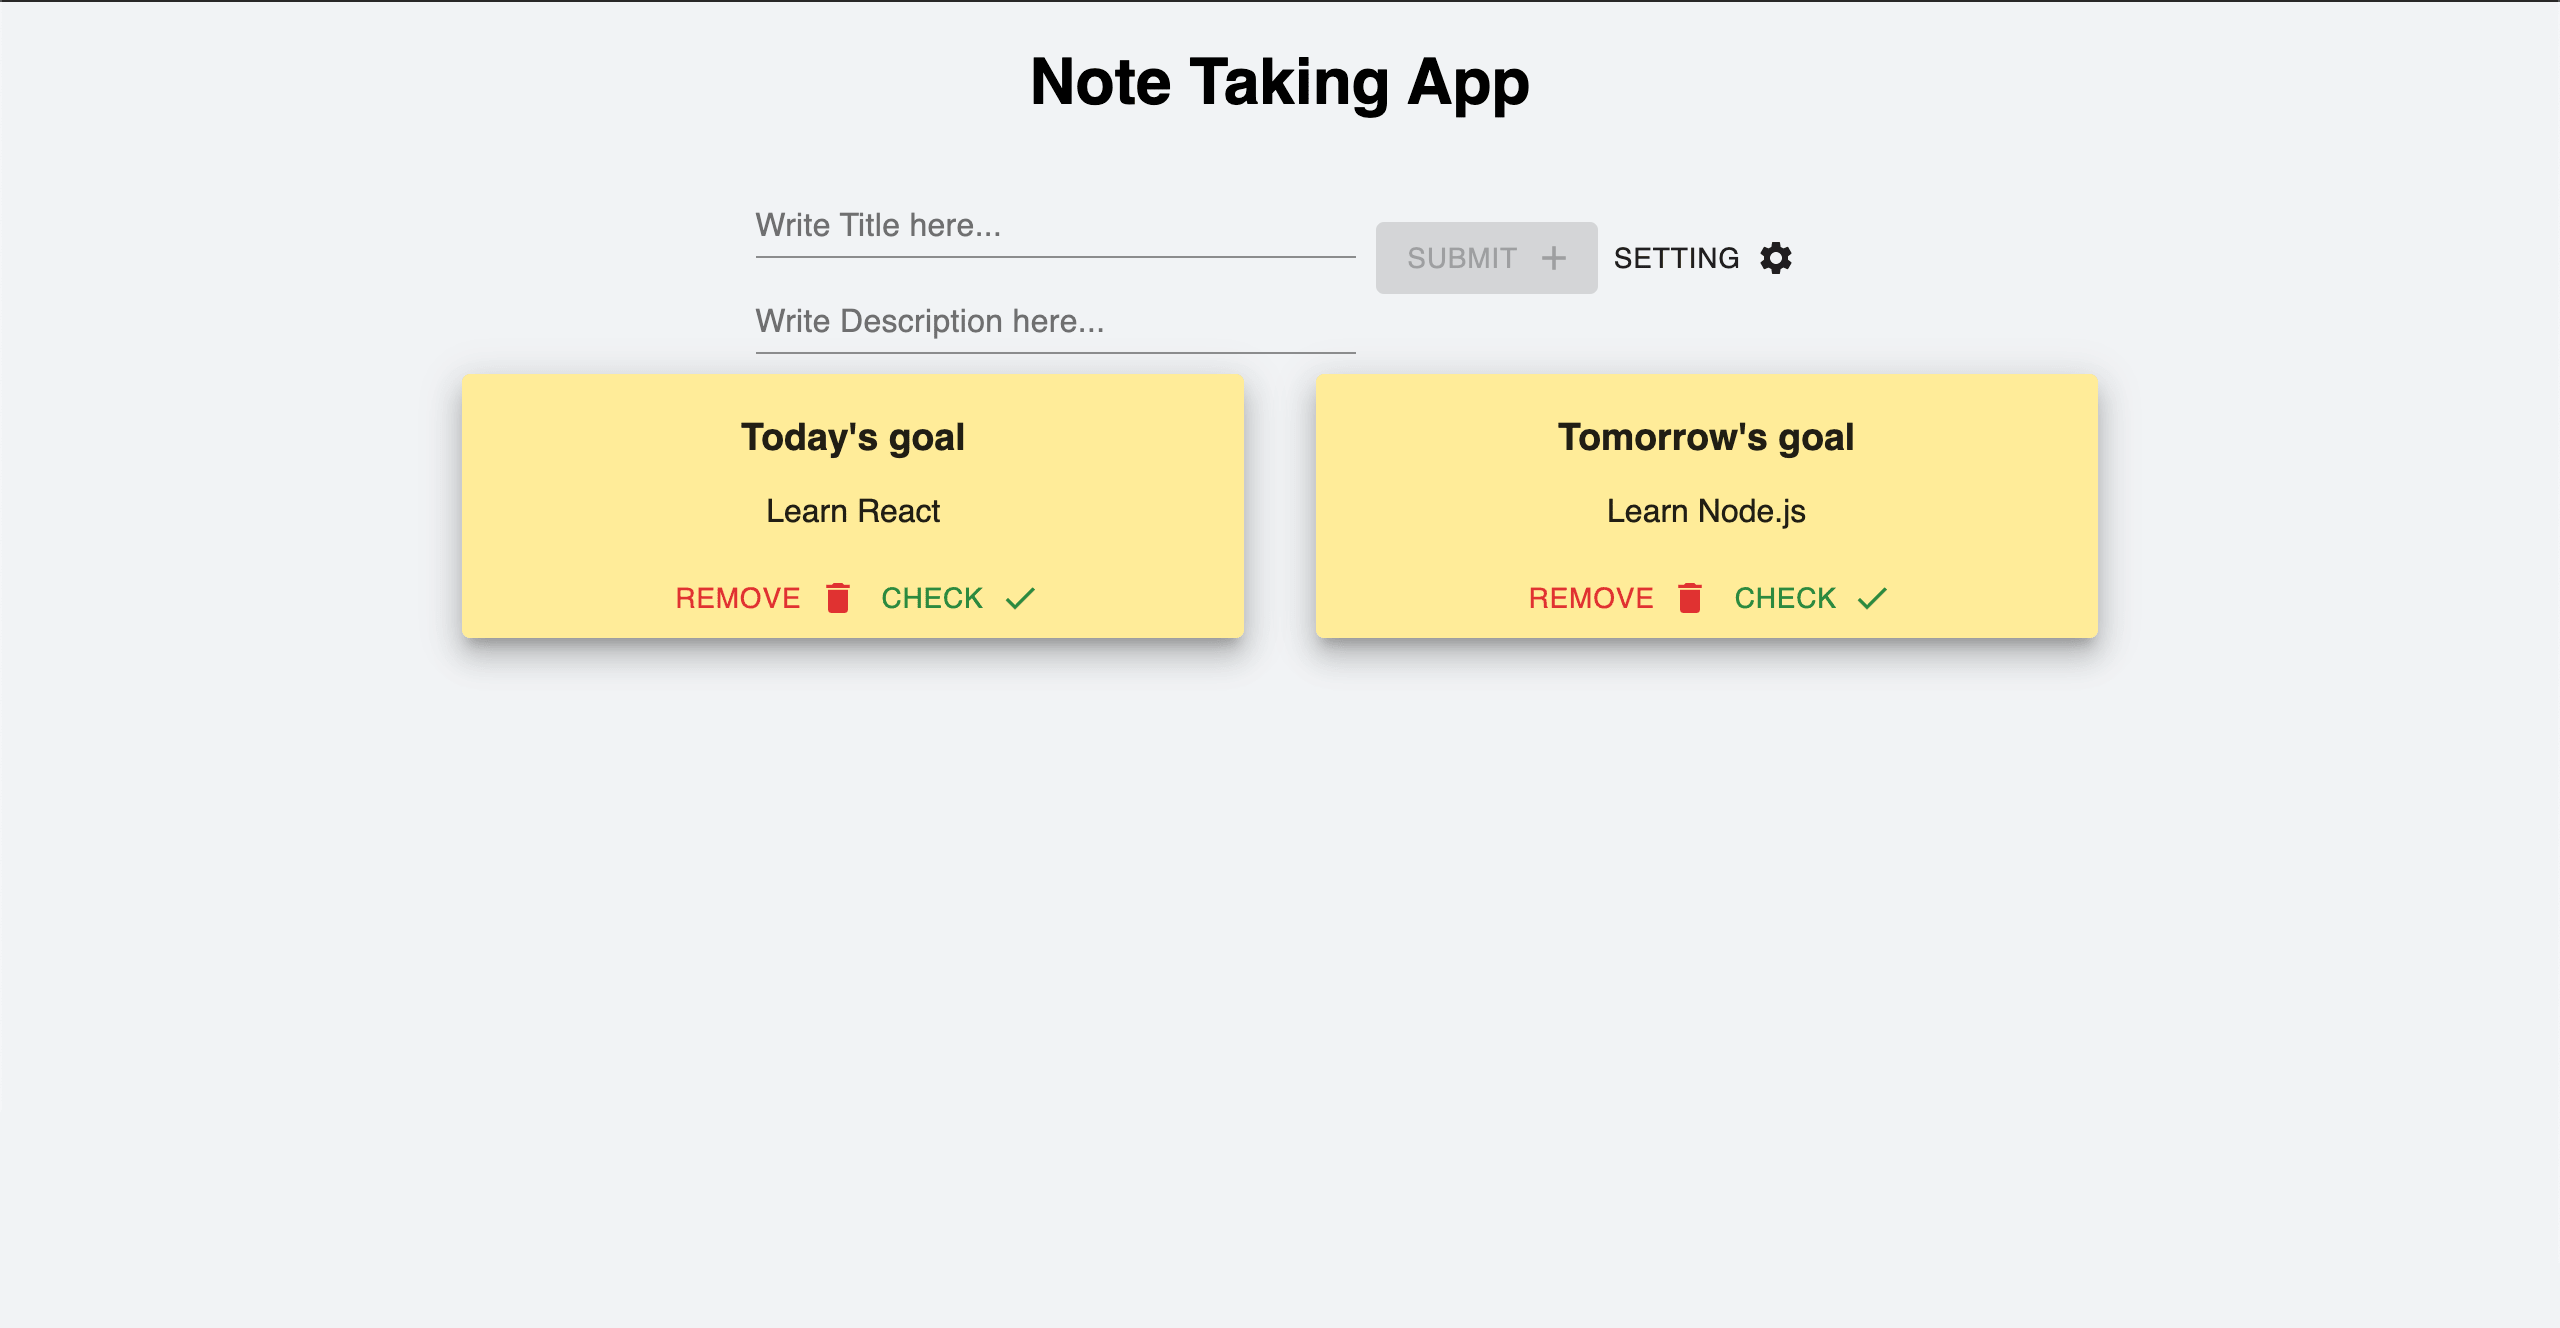 Note Taking App
Write Title here...
SUBMIT
SETTING
Write Description here...
Today's goal
Learn React
REMOVE
CHECK
Tomorrow's goal
Learn Node.js
REMOVE
CHECK